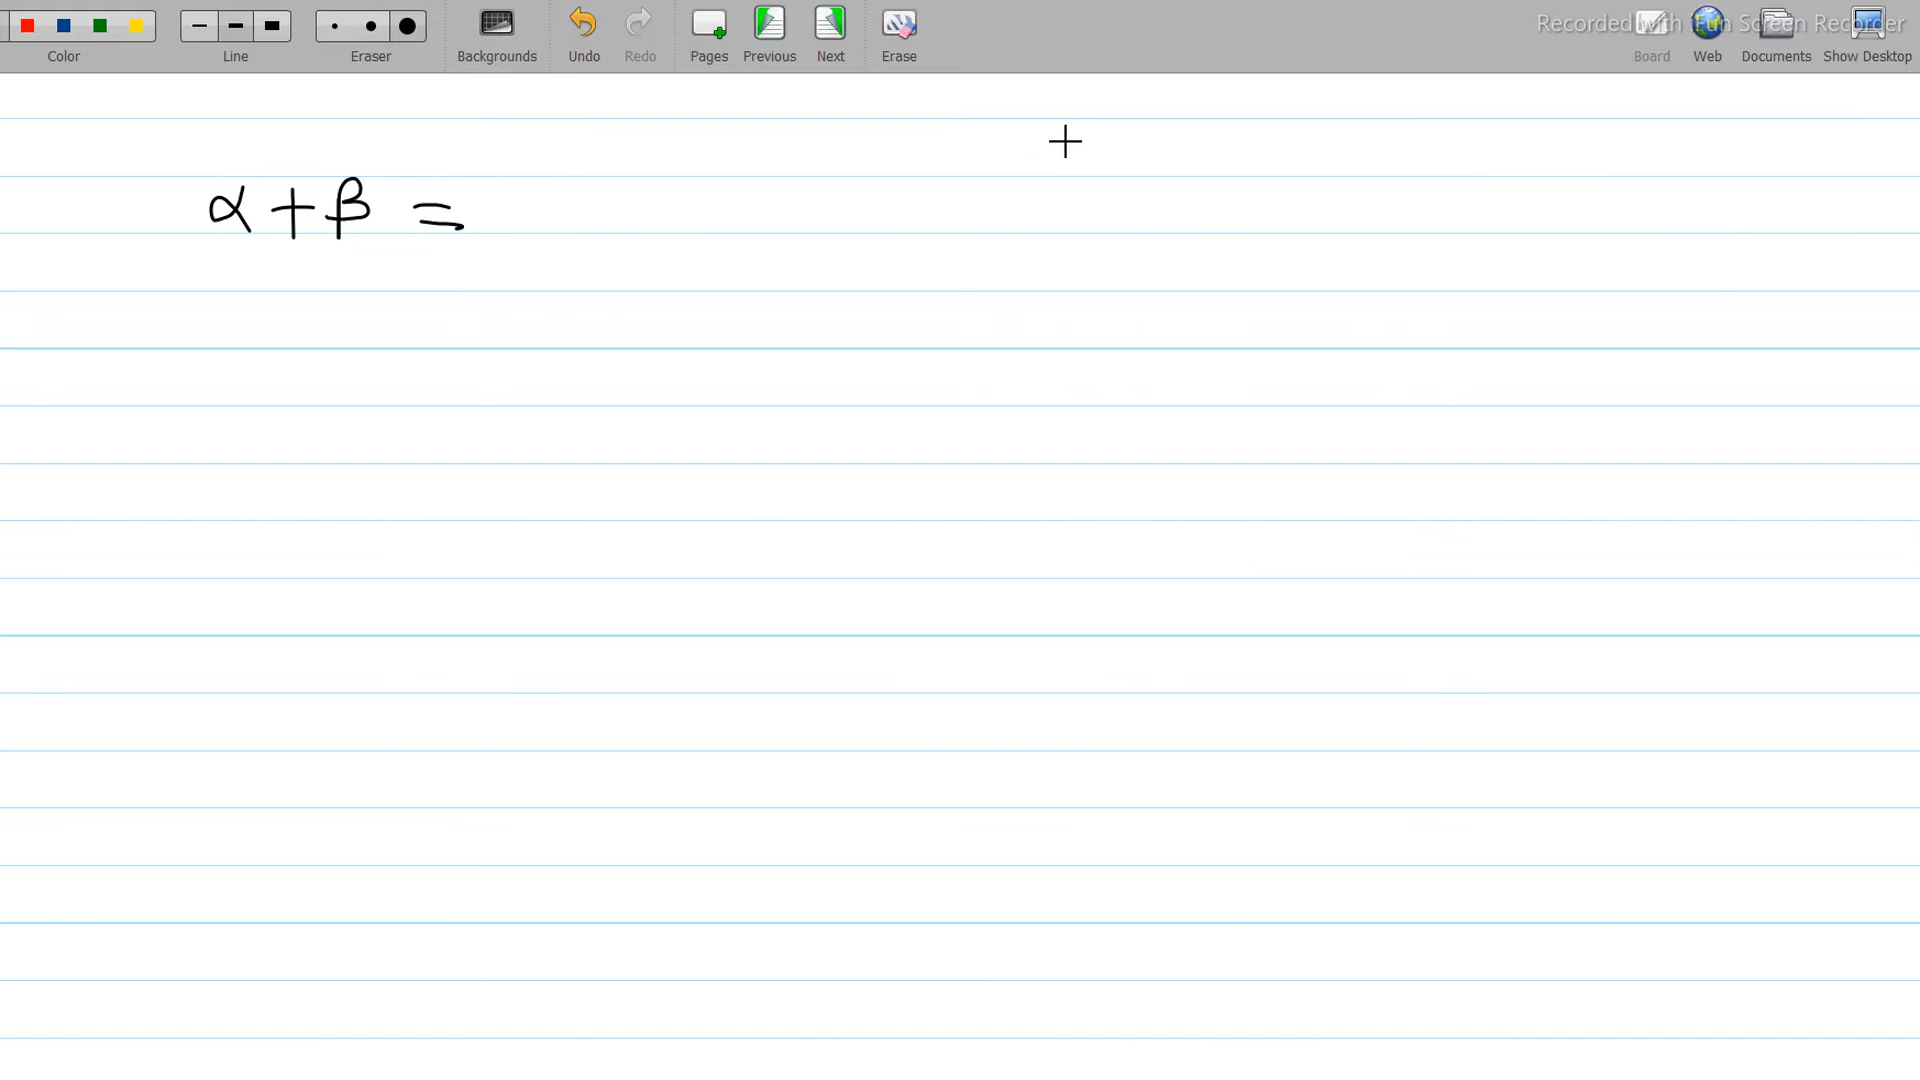 Recorded with iFun Screen Recorder
Color Line Eraser Backgrounds Undo Redo Pages Previous Next Erase Board Web Documents Show Desktop
α + β =